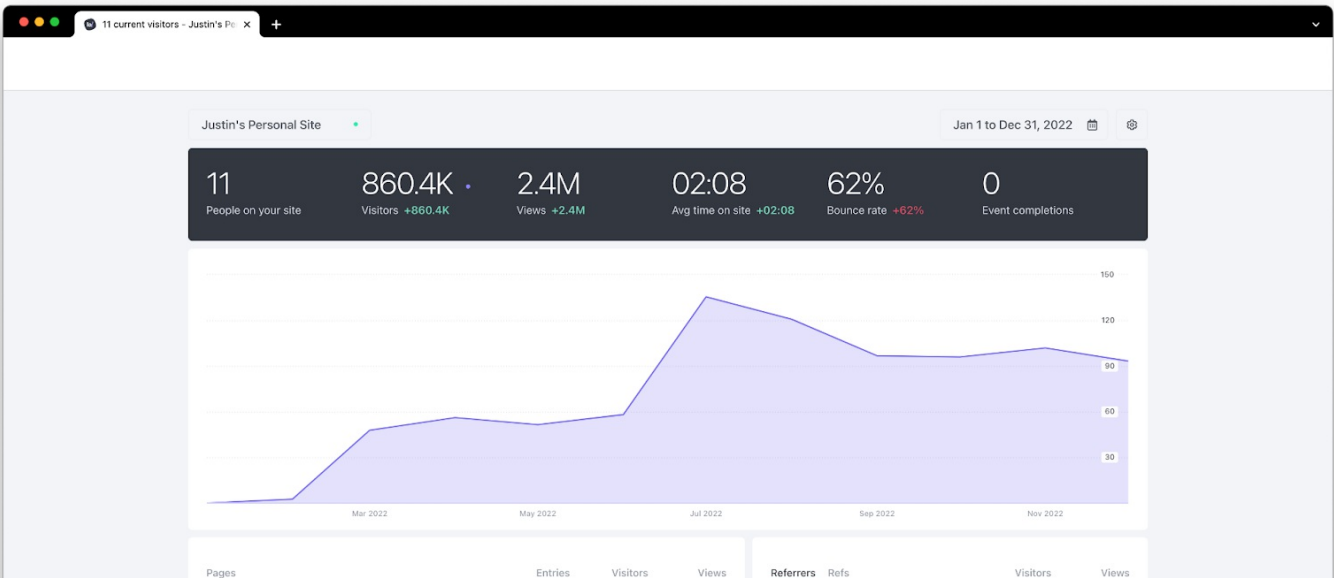 11 current visitors - Justin's Pe
Justin's Personal Site
Jan 1 to Dec 31, 2022
11
860.4K
2.4M
02:08
62%
0
People on your site
Visitors +860.4K
Views +2.4M
Avg time on site +02:08
Bounce rate +62%
Event completions
150
120
90
60
30
Mar 2022
May 2022
Jul 2022
Sep 2022
Nov 2022
Pages
Entries
Visitors
Views
Referrers
Refs
Visitors
Views